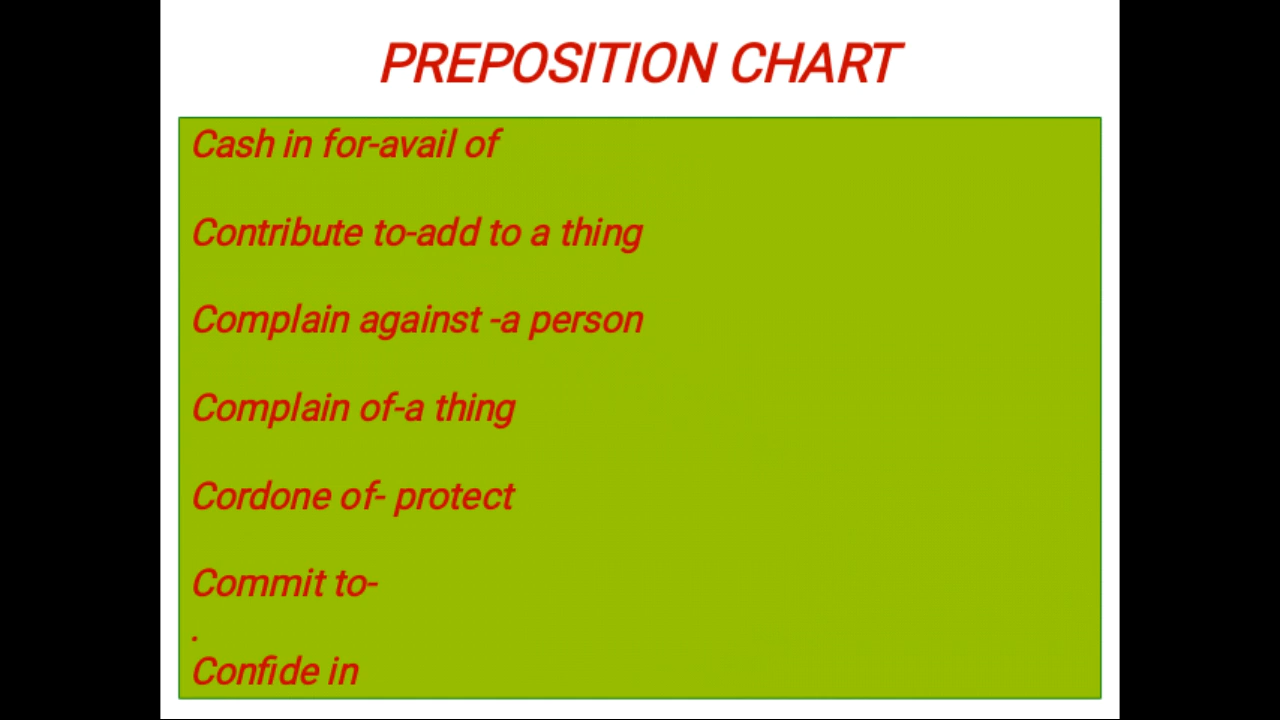 PREPOSITION CHART
Cash in for-avail of
Contribute to-add to a thing
Complain against -a person
Complain of-a thing
Cordone of- protect
Commit to-
.
Confide in